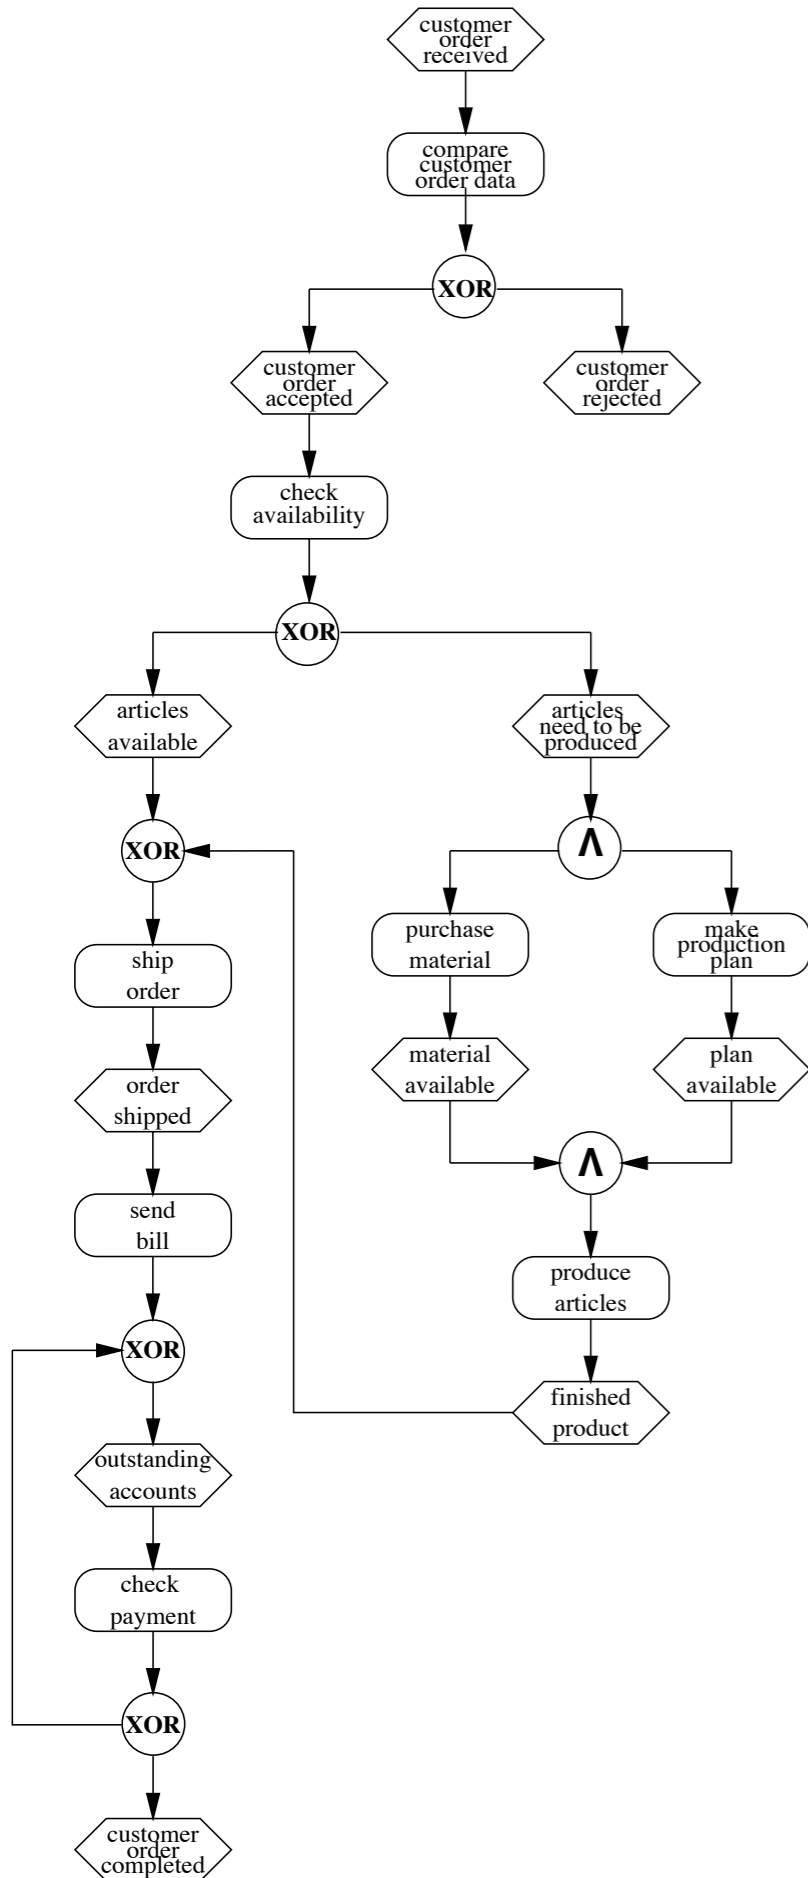 customer
order
received
compare
customer
order data
XOR
customer
order
accepted
customer
order
rejected
check
availability
XOR
articles
available
articles
need to be
produced
XOR
Λ
purchase
material
make
production
plan
ship
order
material
available
plan
available
order
shipped
Λ
send
bill
produce
articles
XOR
finished
product
outstanding
accounts
check
payment
XOR
customer
order
completed